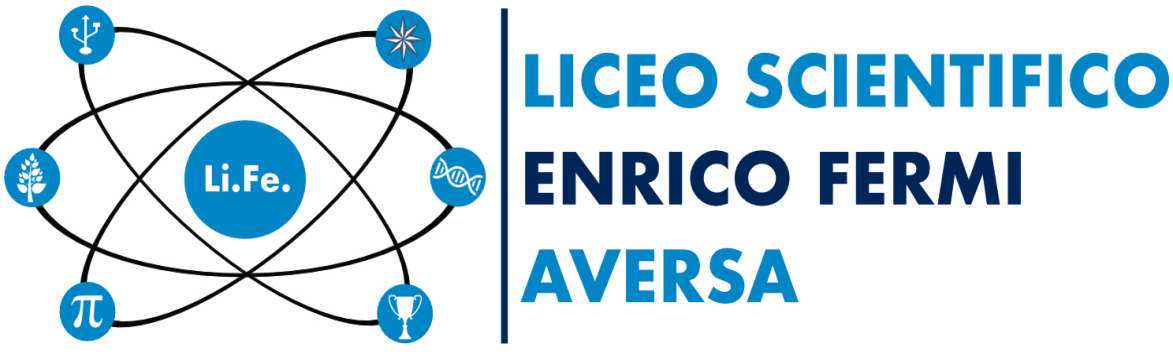 Li.Fe.
π
LICEO SCIENTIFICO
ENRICO FERMI
AVERSA